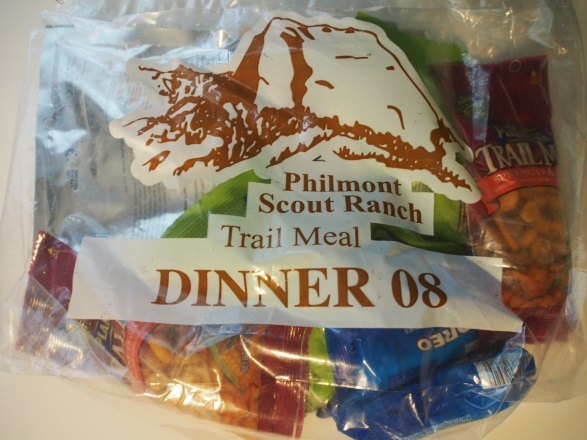 Philmont
Scout Ranch
Trail Meal
DINNER 08
TRAIL M
OREO